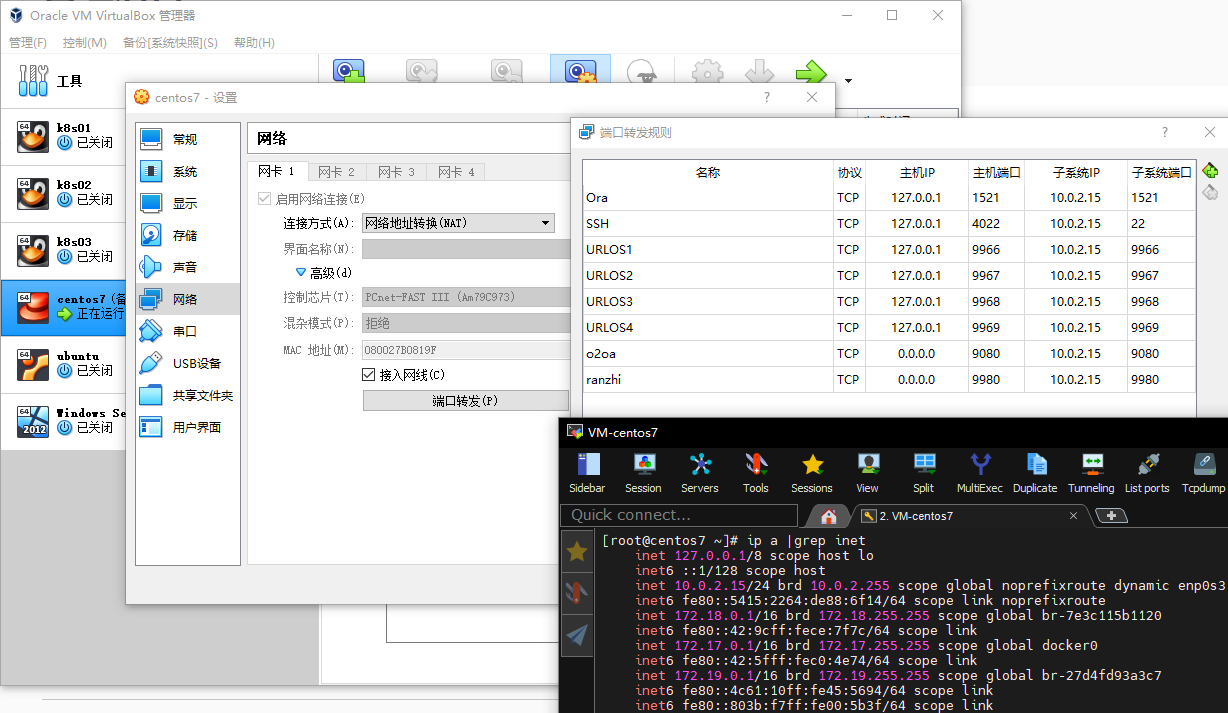 Oracle VM VirtualBox 管理器
管理(F) 控制(M) 备份[系统快照](S) 帮助(H)
工具
k8s01
已关闭
k8s02
已关闭
k8s03
已关闭
centos7 (备
正在运行
ubuntu
已关闭
Windows Se
已关闭
centos7 - 设置
常规
系统
显示
存储
声音
网络
串口
USB设备
共享文件夹
用户界面
网络
网卡 1 网卡 2 网卡 3 网卡 4
启用网络连接(E)
连接方式(A): 网络地址转换(NAT)
界面名称(N):
高级(d)
控制芯片(T): PCnet-FAST III (Am79C973)
混杂模式(P): 拒绝
MAC 地址(M): 080027B0819F
接入网线(C)
端口转发(P)
端口转发规则
名称 协议 主机IP 主机端口 子系统IP 子系统端口
Ora TCP 127.0.0.1 1521 10.0.2.15 1521
SSH TCP 127.0.0.1 4022 10.0.2.15 22
URLOS1 TCP 127.0.0.1 9966 10.0.2.15 9966
URLOS2 TCP 127.0.0.1 9967 10.0.2.15 9967
URLOS3 TCP 127.0.0.1 9968 10.0.2.15 9968
URLOS4 TCP 127.0.0.1 9969 10.0.2.15 9969
o2oa TCP 0.0.0.0 9080 10.0.2.15 9080
ranzhi TCP 0.0.0.0 9980 10.0.2.15 9980
VM-centos7
Sidebar Session Servers Tools Sessions View Split MultiExec Duplicate Tunneling List ports Tcpdump
Quick connect... 2. VM-centos7
[root@centos7 ~]# ip a |grep inet
inet 127.0.0.1/8 scope host lo
inet6 ::1/128 scope host
inet 10.0.2.15/24 brd 10.0.2.255 scope global noprefixroute dynamic enp0s3
inet6 fe80::5415:2264:de88:6f14/64 scope link noprefixroute
inet 172.18.0.1/16 brd 172.18.255.255 scope global br-7e3c115b1120
inet6 fe80::42:9cff:fece:7f7c/64 scope link
inet 172.17.0.1/16 brd 172.17.255.255 scope global docker0
inet6 fe80::42:5fff:fec0:4e74/64 scope link
inet 172.19.0.1/16 brd 172.19.255.255 scope global br-27d4fd93a3c7
inet6 fe80::4c61:10ff:fe45:5694/64 scope link
inet6 fe80::803b:f7ff:fe00:5b3f/64 scope link